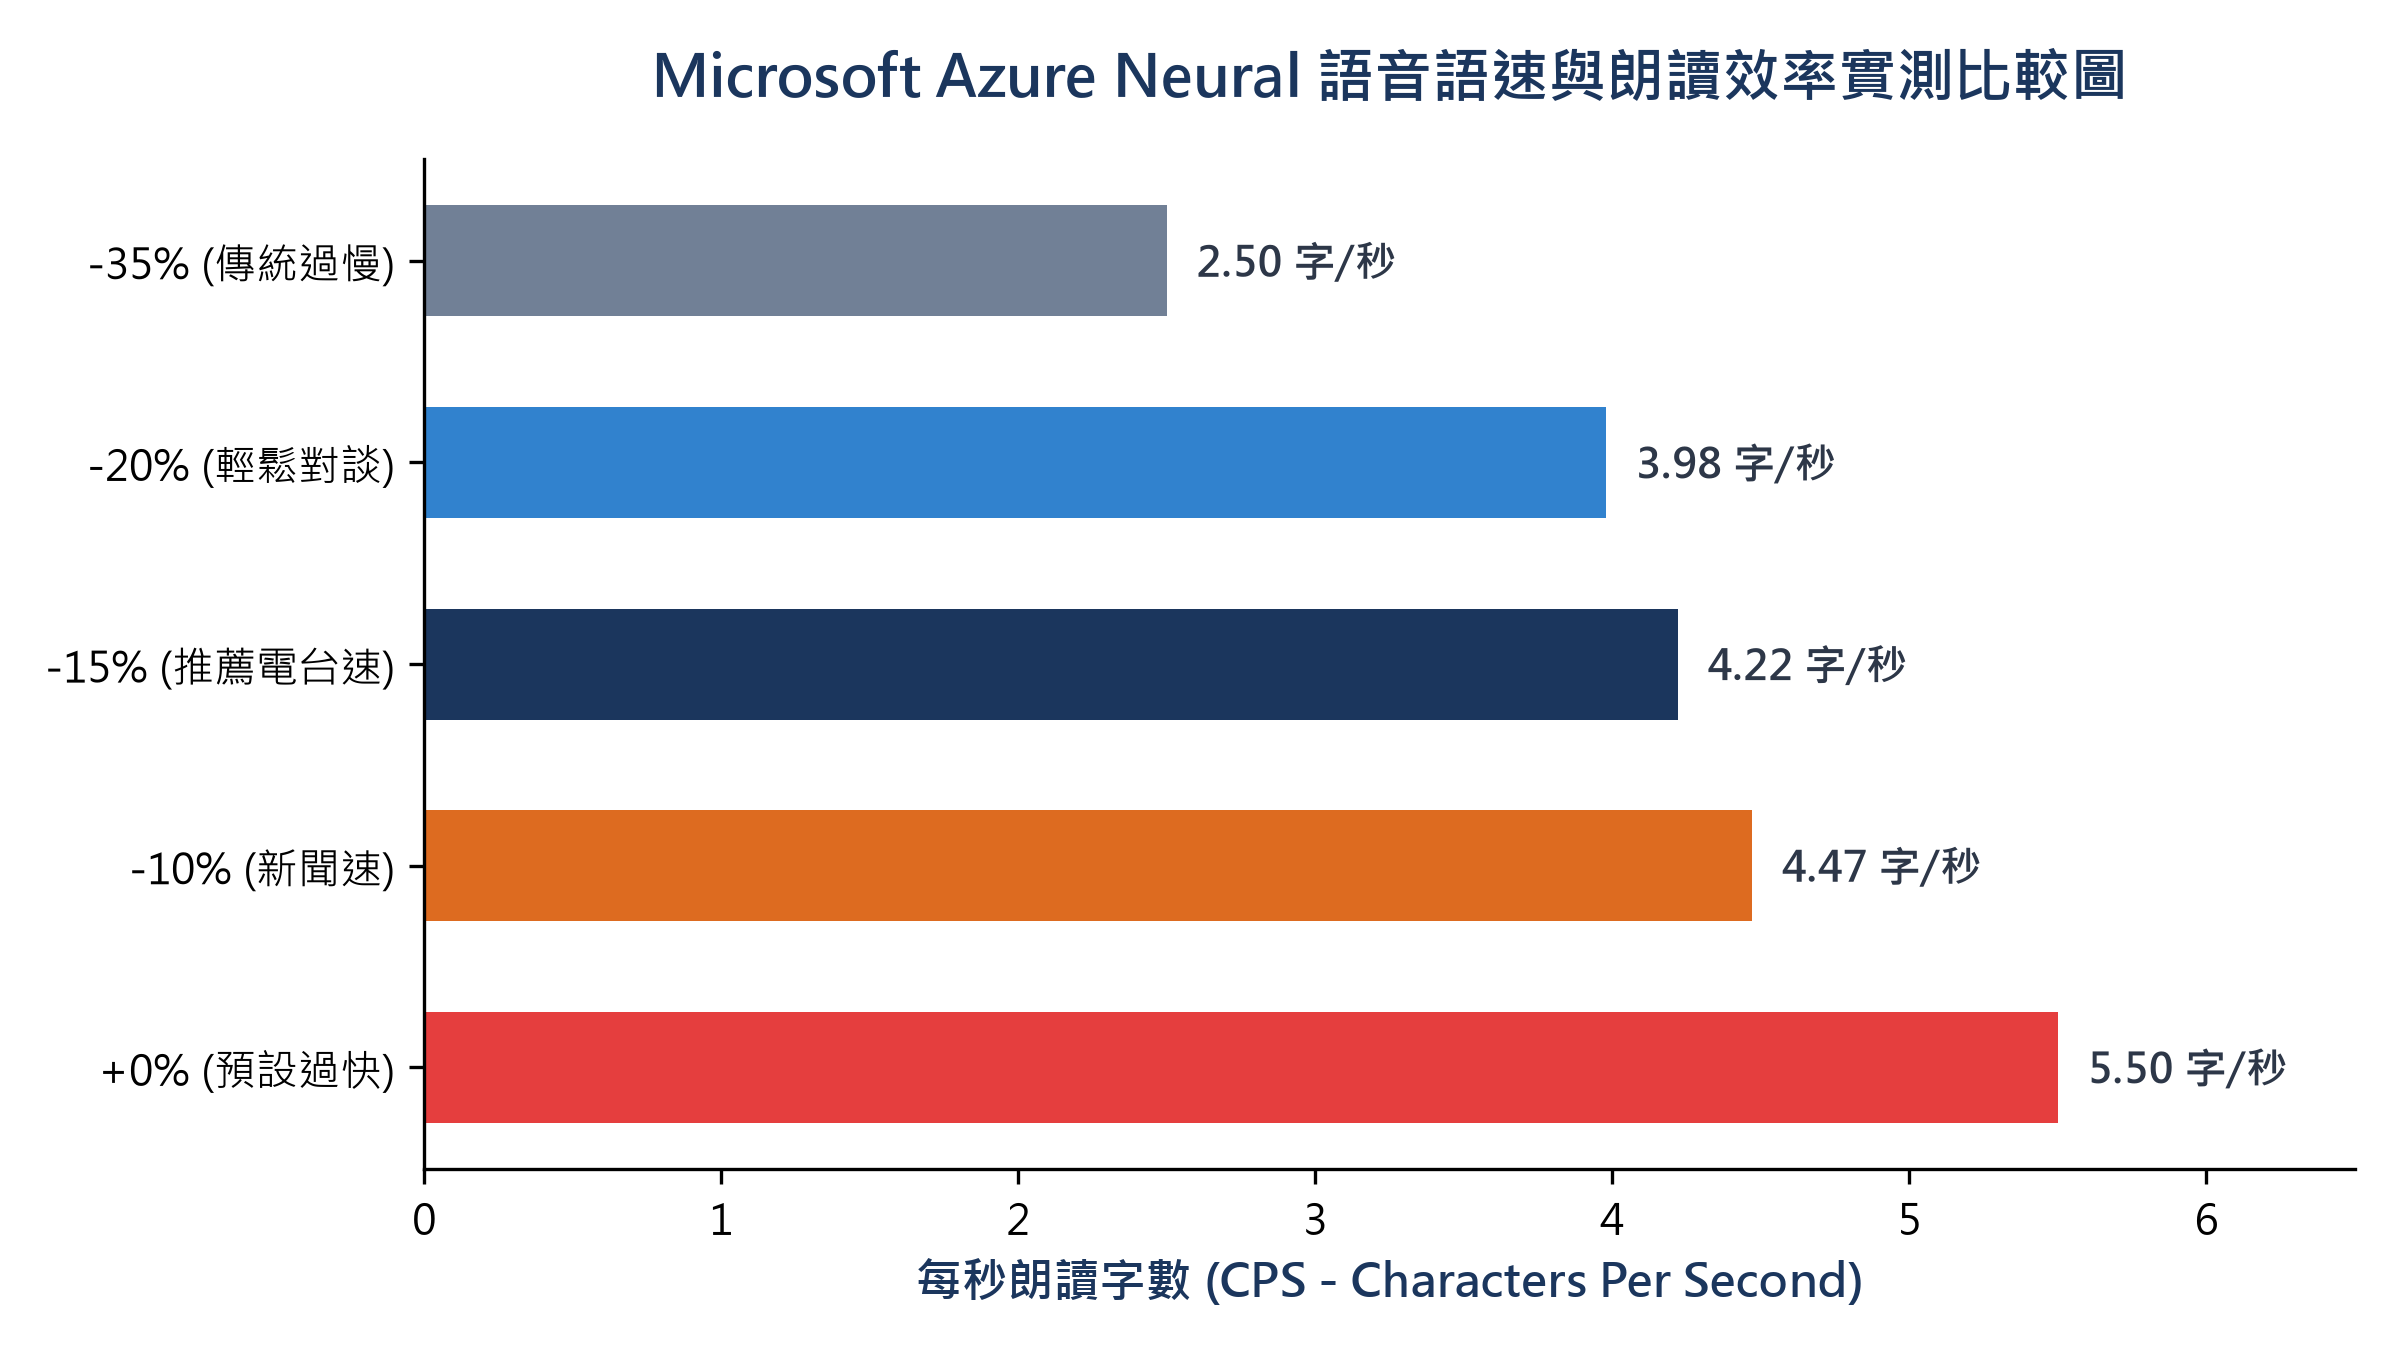 Microsoft Azure Neural 語音語速與朗讀效率實測比較圖
-35% (傳統過慢)
2.50 字/秒
-20% (輕鬆對談)
3.98 字/秒
-15% (推薦電台速)
4.22 字/秒
-10% (新聞速)
4.47 字/秒
+0% (預設過快)
5.50 字/秒
0 1 2 3 4 5 6
每秒朗讀字數 (CPS - Characters Per Second)